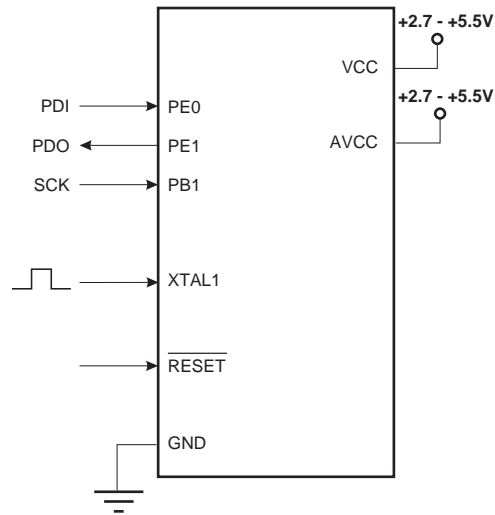 +2.7 - +5.5V
VCC
+2.7 - +5.5V
PDI PE0
PDO PE1 AVCC
SCK PB1
XTAL1
RESET
GND